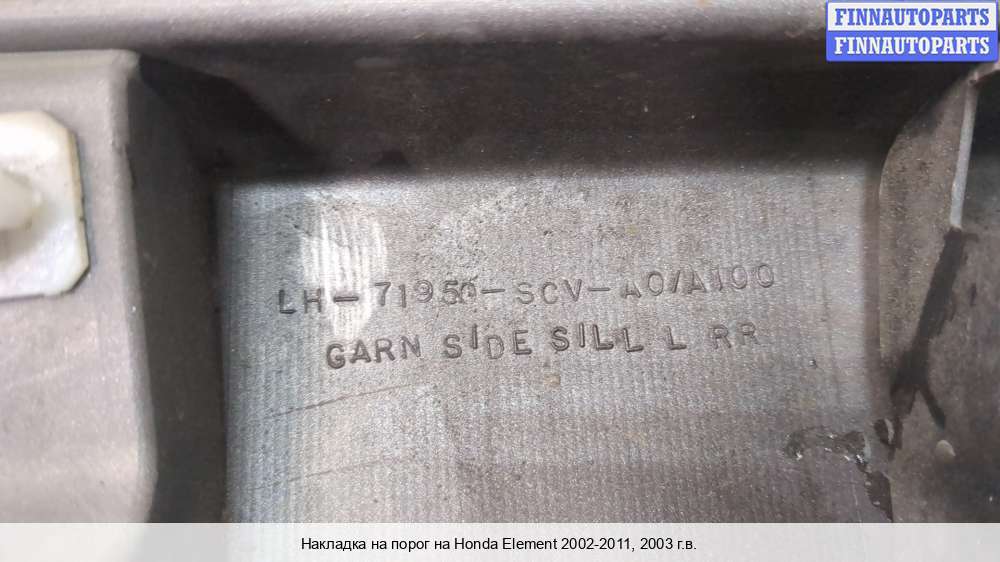 FINNAUTOPARTS
FINNAUTOPARTS
LH-71950-SCV-A0/A100
GARN SIDE SILL L RR
Накладка на порог на Honda Element 2002-2011, 2003 г.в.